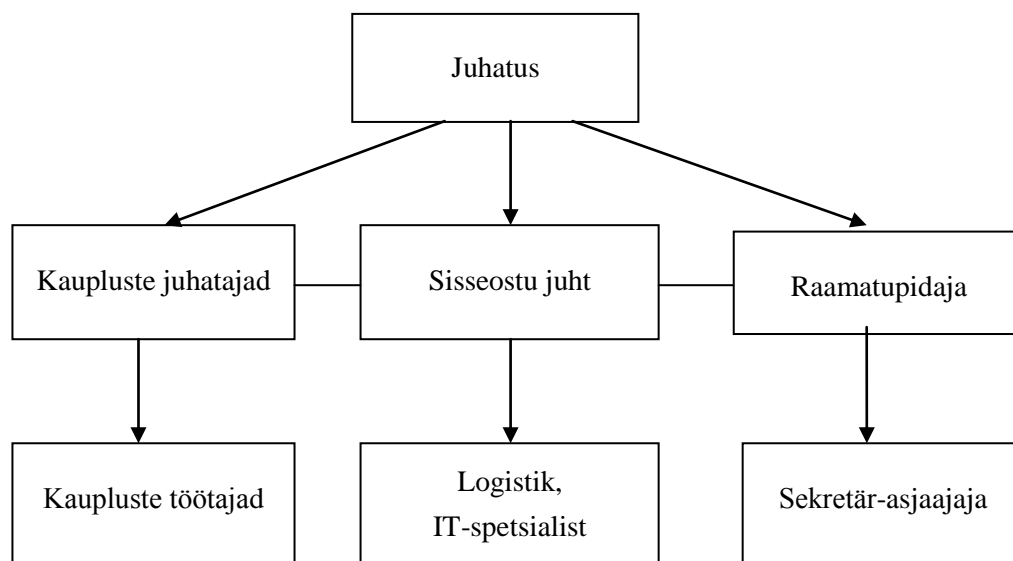 Juhatus
Kaupluste juhatajad
Sisseostu juht
Raamatupidaja
Kaupluste töötajad
Logistik,
IT-spetsialist
Sekretär-asjaajaja